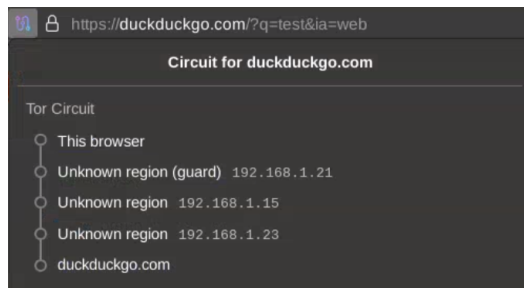 https://duckduckgo.com/?q=test&ia=web
Circuit for duckduckgo.com
Tor Circuit
This browser
Unknown region (guard) 192.168.1.21
Unknown region 192.168.1.15
Unknown region 192.168.1.23
duckduckgo.com